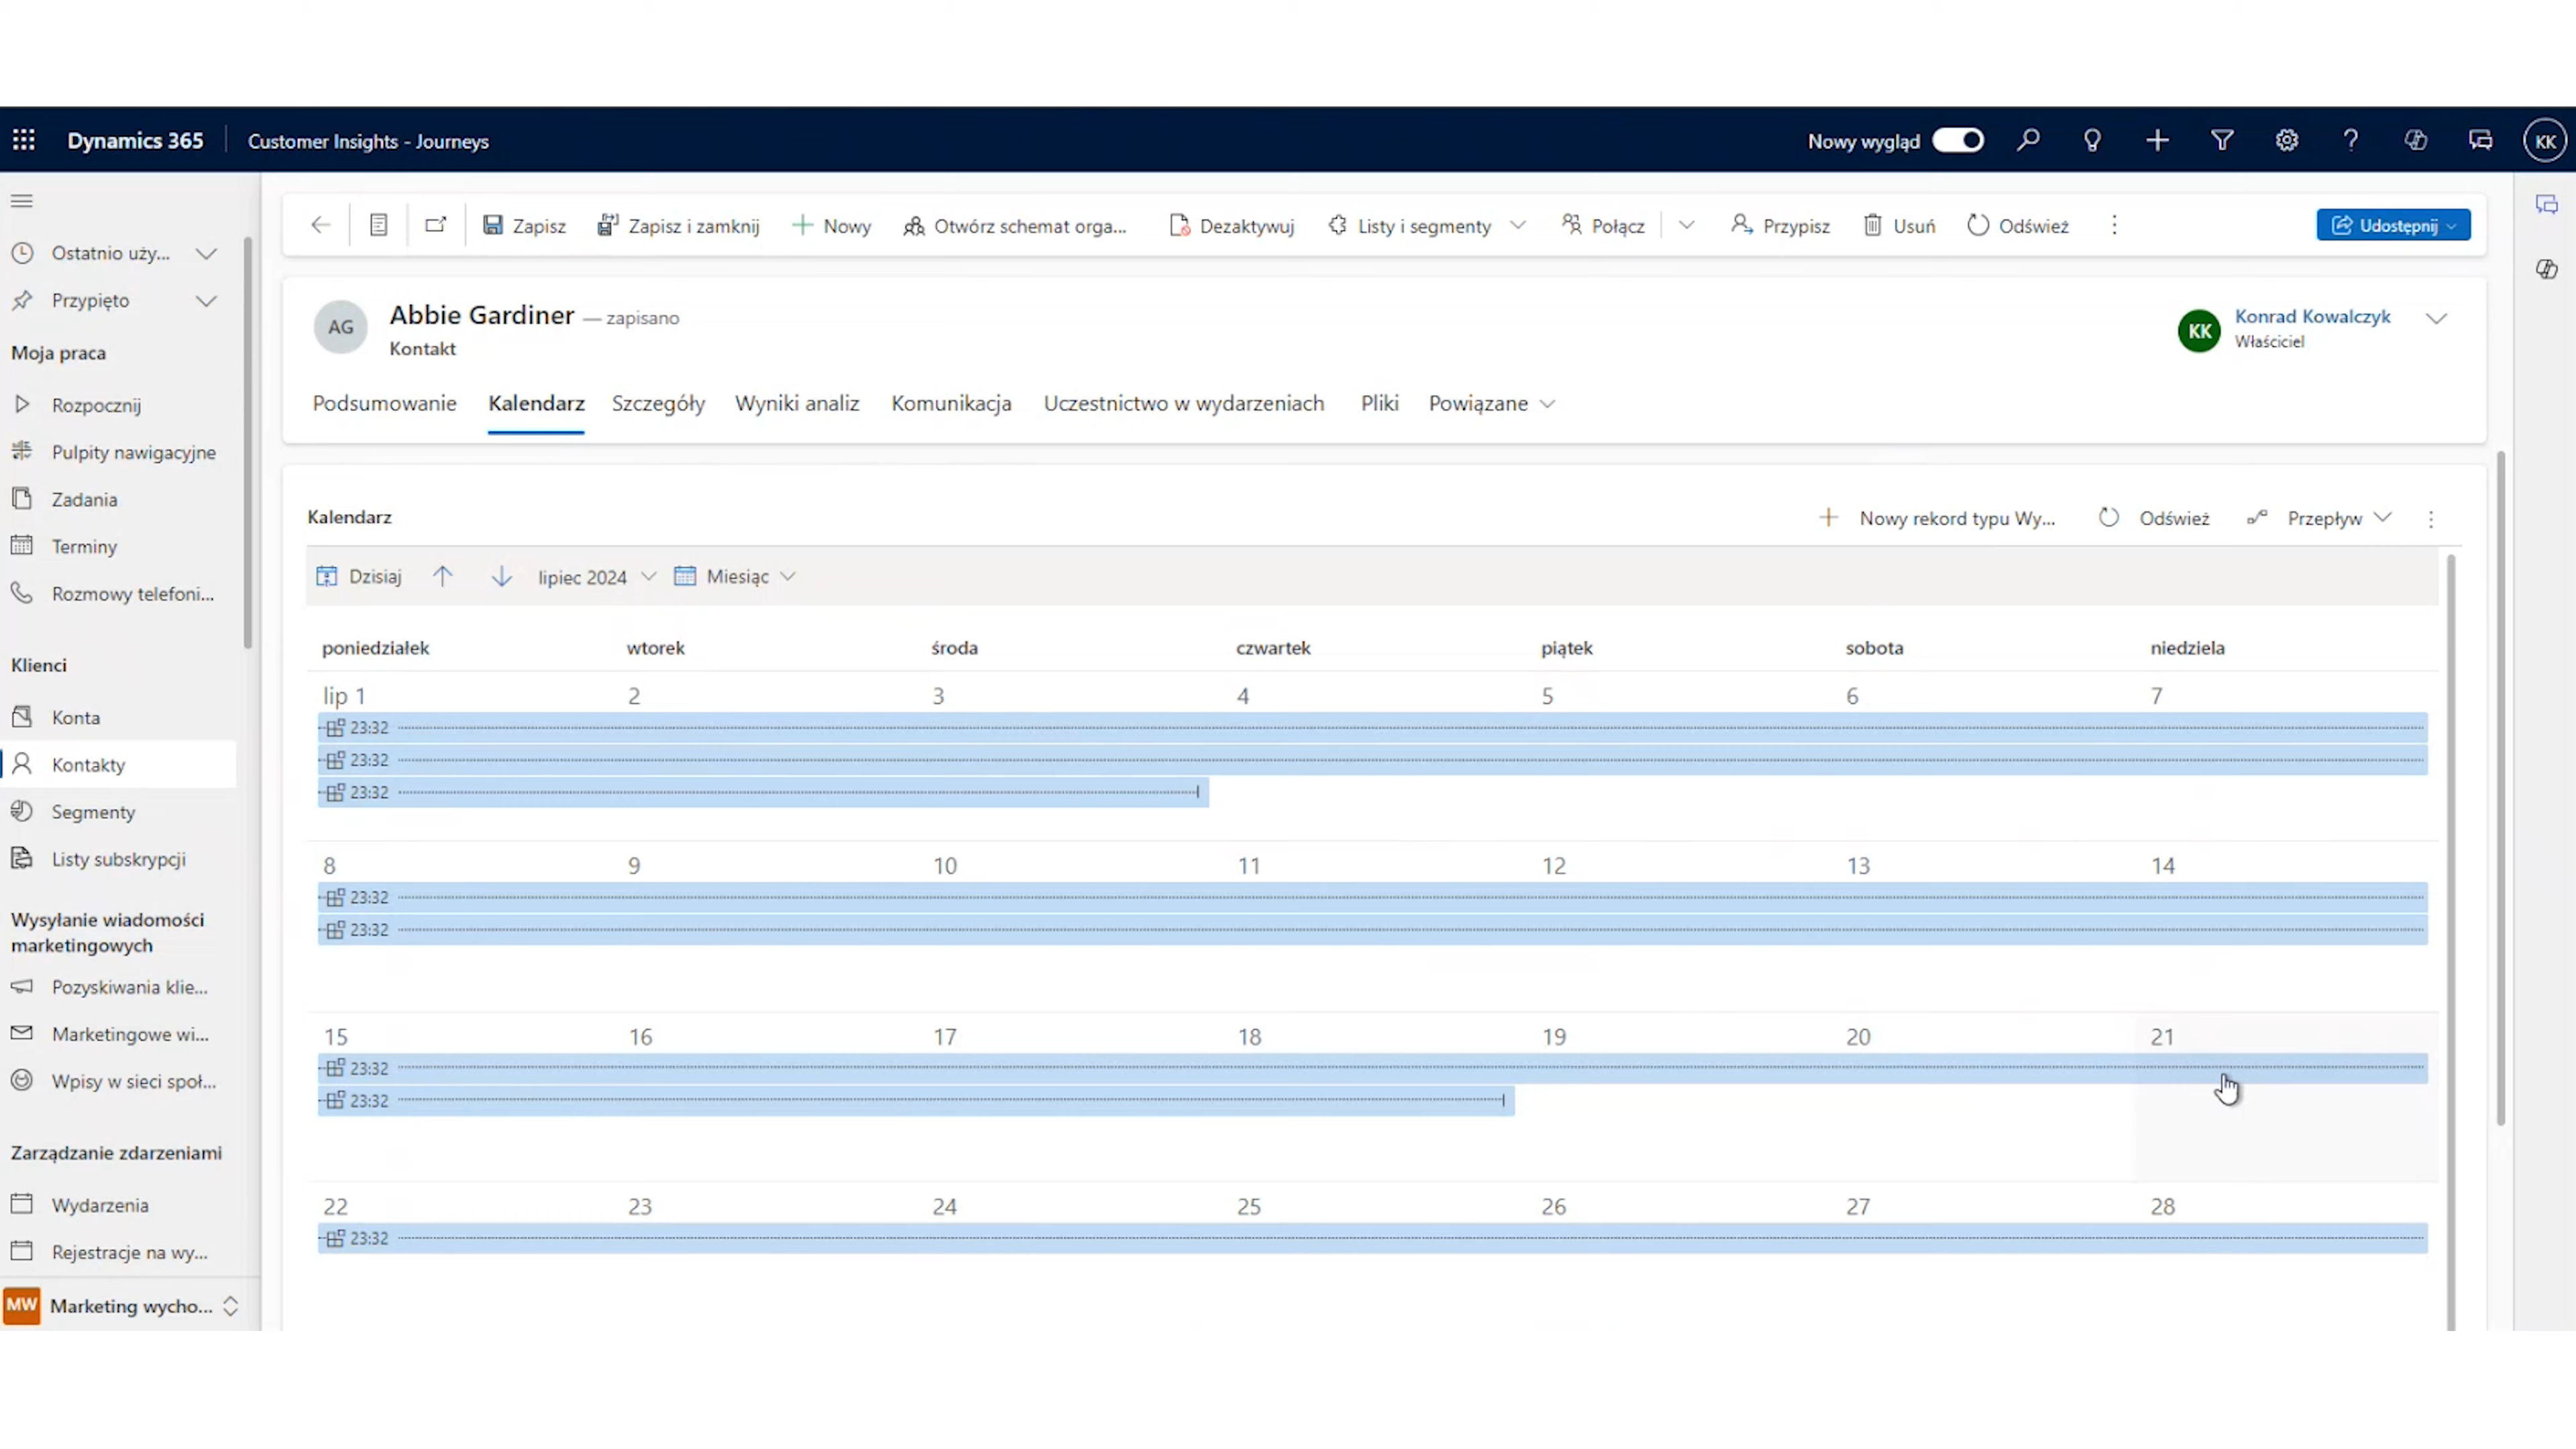 Dynamics 365
Customer Insights - Journeys
Nowy wygląd
KK
Zapisz
Zapisz i zamknij
Nowy
Otwórz schemat orga...
Dezaktywuj
Listy i segmenty
Połącz
Przypisz
Usuń
Odśwież
Udostępnij
Ostatnio uży...
Przypięto
Moja praca
Rozpocznij
Pulpity nawigacyjne
Zadania
Terminy
Rozmowy telefoni...
Klienci
Konta
Kontakty
Segmenty
Listy subskrypcji
Wysyłanie wiadomości
marketingowych
Pozyskiwania klie...
Marketingowe wi...
Wpisy w sieci społ...
Zarządzanie zdarzeniami
Wydarzenia
Rejestracje na wy...
MW
Marketing wycho...
AG
Abbie Gardiner — zapisano
Kontakt
KK
Konrad Kowalczyk
Właściciel
Podsumowanie
Kalendarz
Szczegóły
Wyniki analiz
Komunikacja
Uczestnictwo w wydarzeniach
Pliki
Powiązane
Kalendarz
Nowy rekord typu Wy...
Odśwież
Przepływ
Dzisiaj
lipiec 2024
Miesiąc
poniedziałek wtorek środa czwartek piątek sobota niedziela
lip 1 2 3 4 5 6 7
23:32
23:32
23:32
8 9 10 11 12 13 14
23:32
23:32
15 16 17 18 19 20 21
23:32
23:32
22 23 24 25 26 27 28
23:32